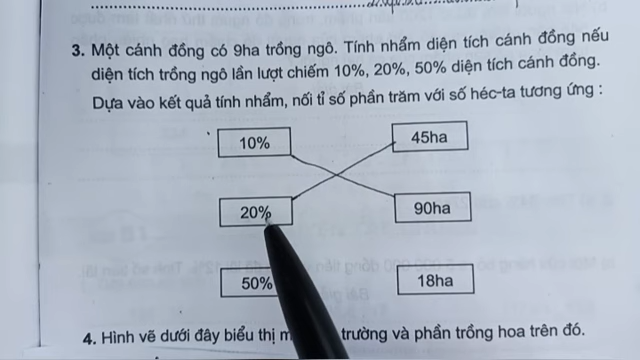 3. Một cánh đồng có 9ha trồng ngô. Tính nhẩm diện tích cánh đồng nếu
diện tích trồng ngô lần lượt chiếm 10%, 20%, 50% diện tích cánh đồng.
Dựa vào kết quả tính nhẩm, nối tỉ số phần trăm với số héc-ta tương ứng :
10%
45ha
20%
90ha
50%
18ha
4. Hình vẽ dưới đây biểu thị trường và phần trồng hoa trên đó.